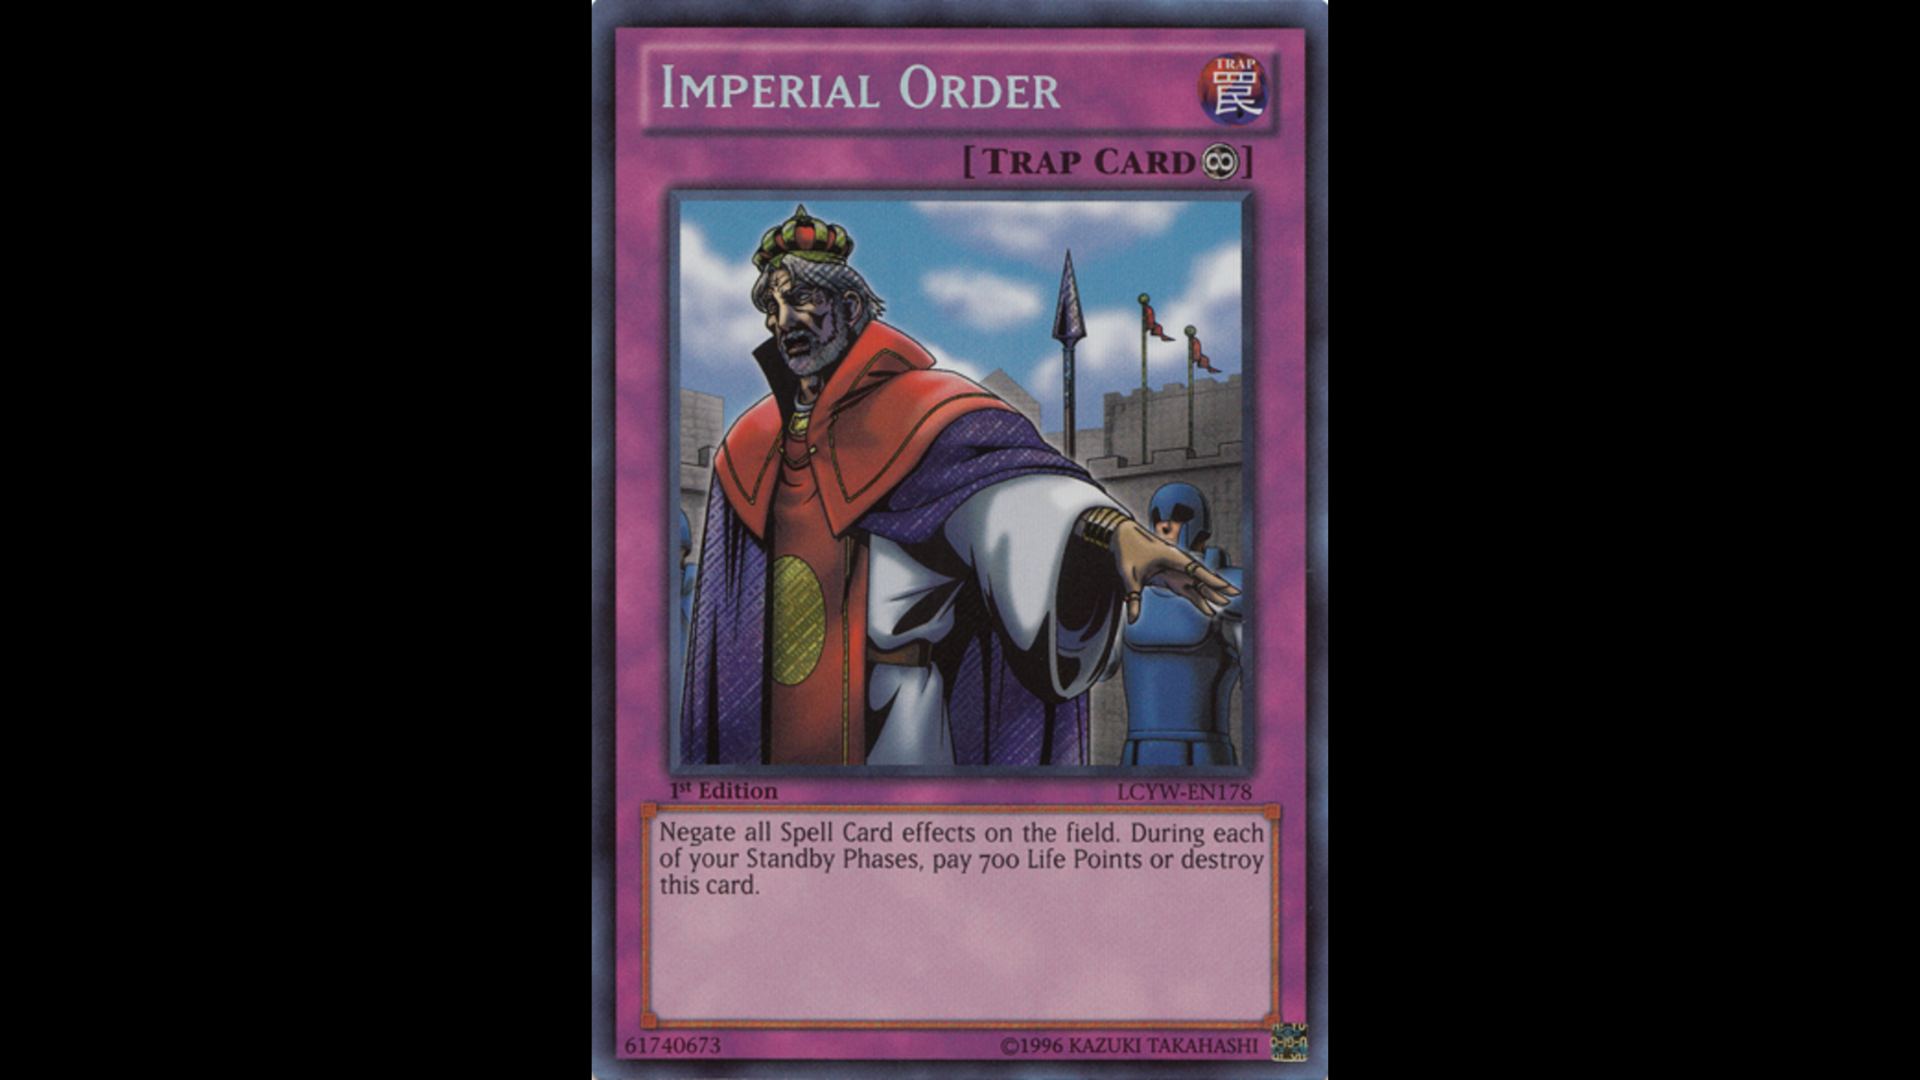 IMPERIAL ORDER
TRAP
罠
[TRAP CARD]
1st Edition
LCYW-EN178
Negate all Spell Card effects on the field. During each
of your Standby Phases, pay 700 Life Points or destroy
this card.
61740673
©1996 KAZUKI TAKAHASHI